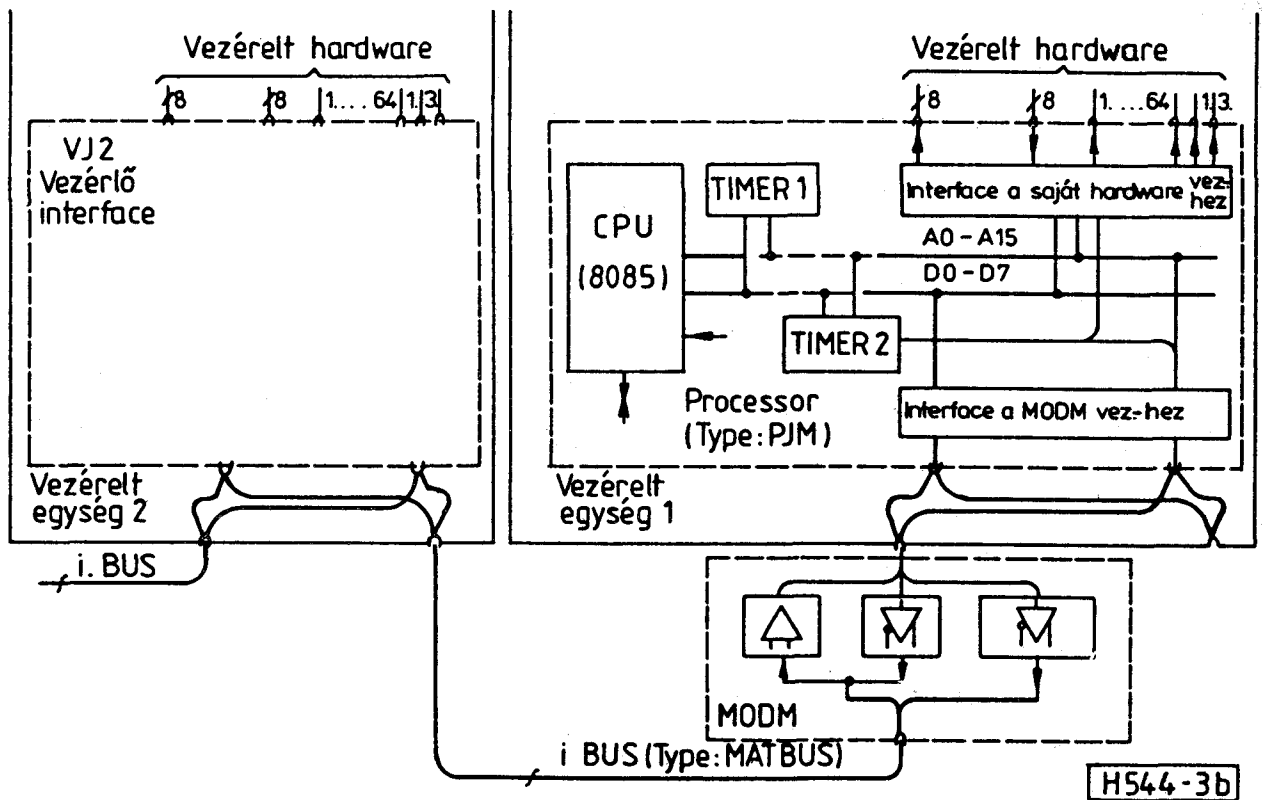 Vezérelt hardware
8 8 1....64 1. 3.
VJ2
Vezérlő
interface
Vezérelt
egység 2
i. BUS
Vezérelt hardware
8 8 1....64 1. 3.
CPU
(8085)
TIMER 1
Interface a saját hardware vez-
hez
A0-A15
D0-D7
TIMER 2
Processor
(Type: PJM)
Interface a MODM vez-hez
Vezérelt
egység 1
MODM
i BUS (Type: MATBUS)
H544-3b